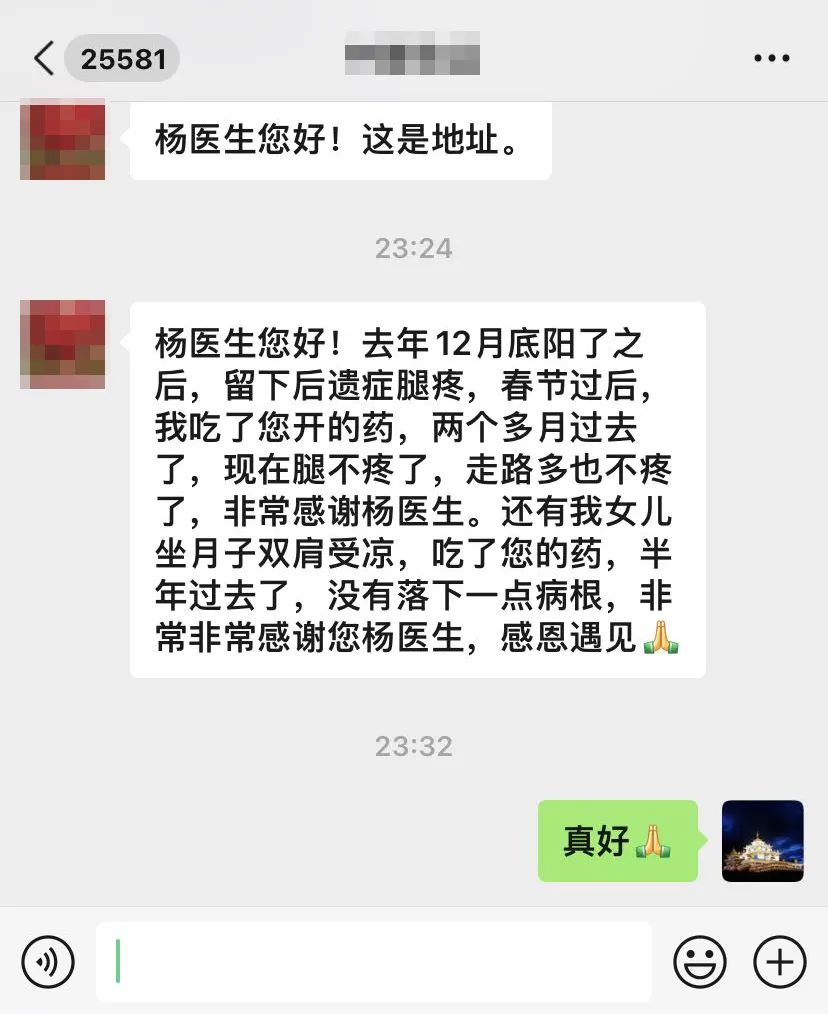 25581
杨医生您好！这是地址。
23:24
杨医生您好！去年12月底阳了之
后，留下后遗症腿疼，春节过后，
我吃了您开的药，两个多月过去
了，现在腿不疼了，走路多也不疼
了，非常感谢杨医生。还有我女儿
坐月子双肩受凉，吃了您的药，半
年过去了，没有落下一点病根，非
常非常感谢您杨医生，感恩遇见🙏
23:32
真好🙏